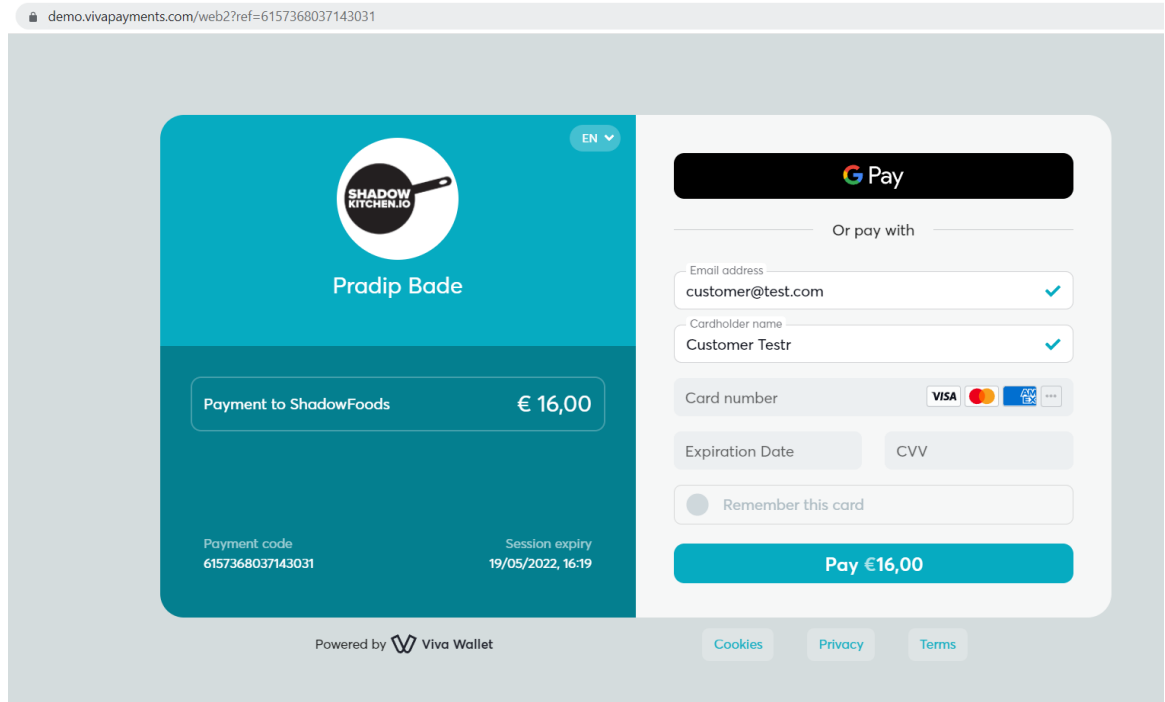 demo.vivapayments.com/web2?ref=6157368037143031
EN
SHADOW
KITCHEN.IO
Pradip Bade
Payment to ShadowFoods € 16,00
Payment code Session expiry
6157368037143031 19/05/2022, 16:19
G Pay
Or pay with
Email address
customer@test.com
Cardholder name
Customer Testr
Card number VISA AM EX
Expiration Date CVV
Remember this card
Pay €16,00
Powered by Viva Wallet
Cookies Privacy Terms